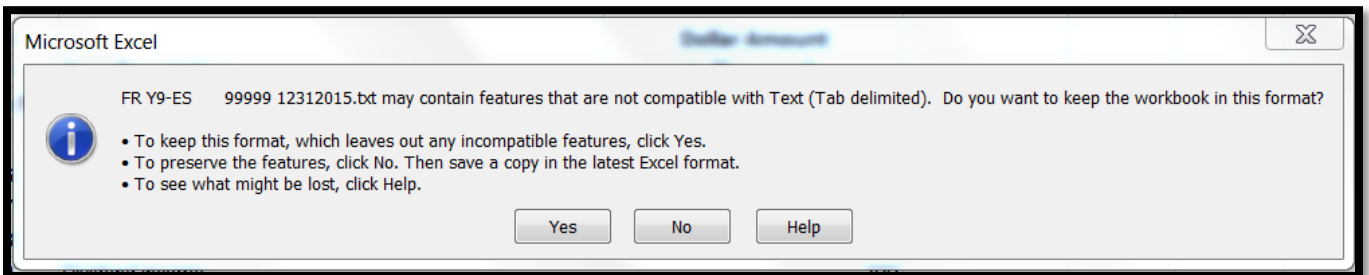 Dollar Amount
Microsoft Excel
FR Y9-ES 99999 12312015.txt may contain features that are not compatible with Text (Tab delimited). Do you want to keep the workbook in this format?
• To keep this format, which leaves out any incompatible features, click Yes.
• To preserve the features, click No. Then save a copy in the latest Excel format.
• To see what might be lost, click Help.
Yes No Help